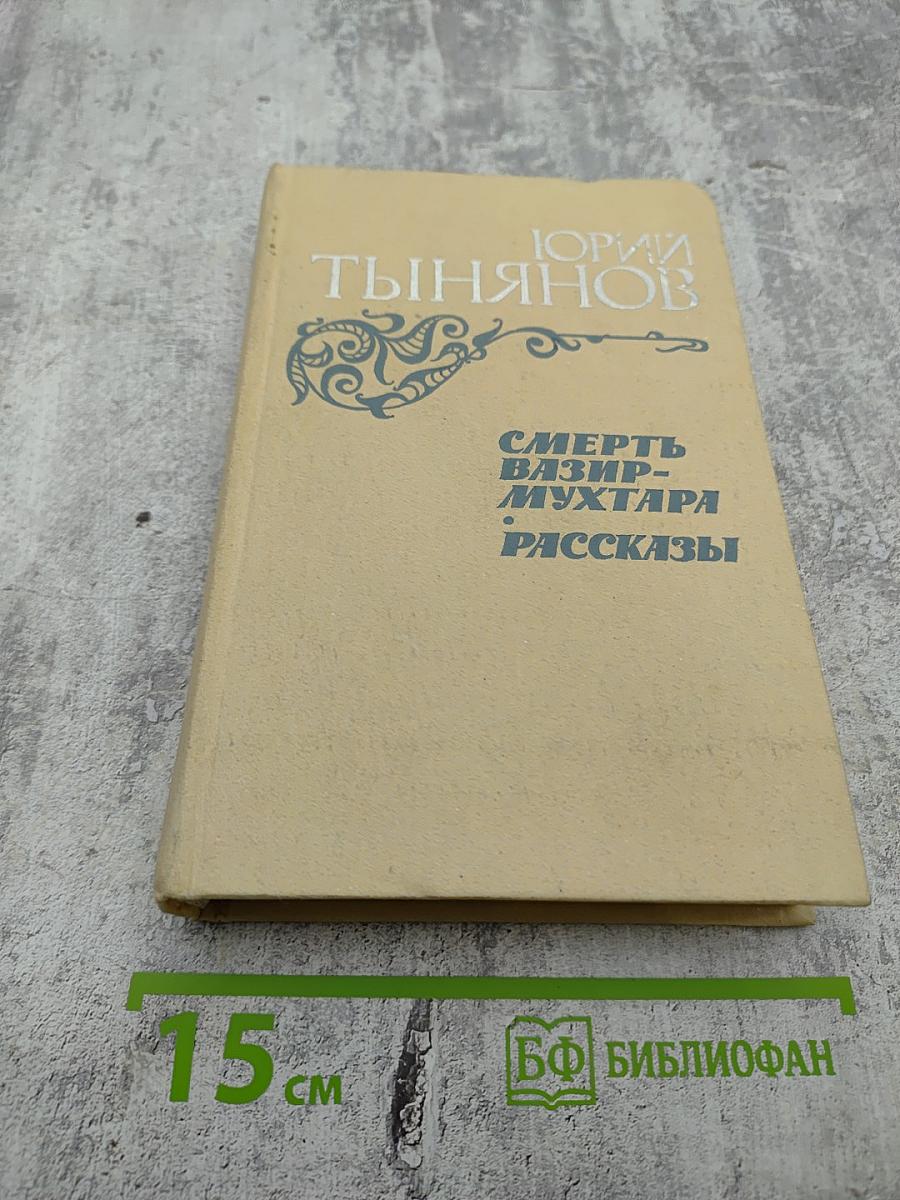 ЮРИЙ
ТЫНЯНОВ
СМЕРТЬ
ВАЗИР-
МУХТАРА
•
РАССКАЗЫ
15 см
БФ БИБЛИОФАН